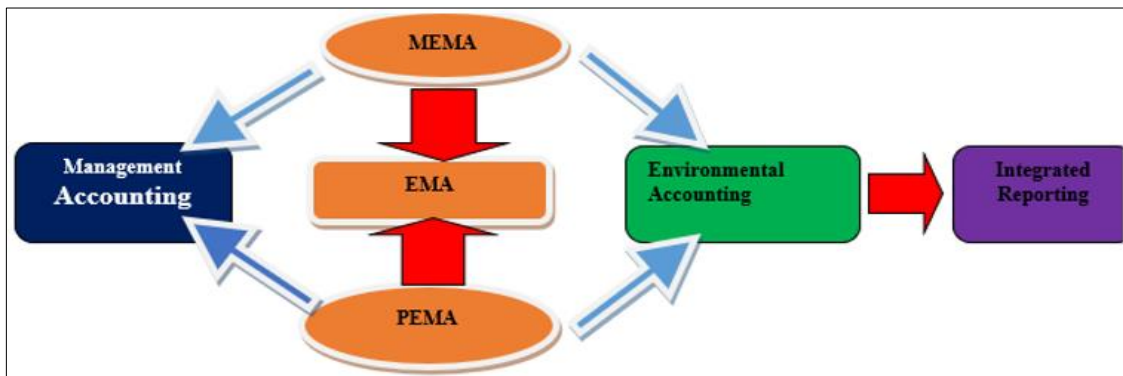 MEMA
Management
Accounting
EMA
Environmental
Accounting
Integrated
Reporting
PEMA